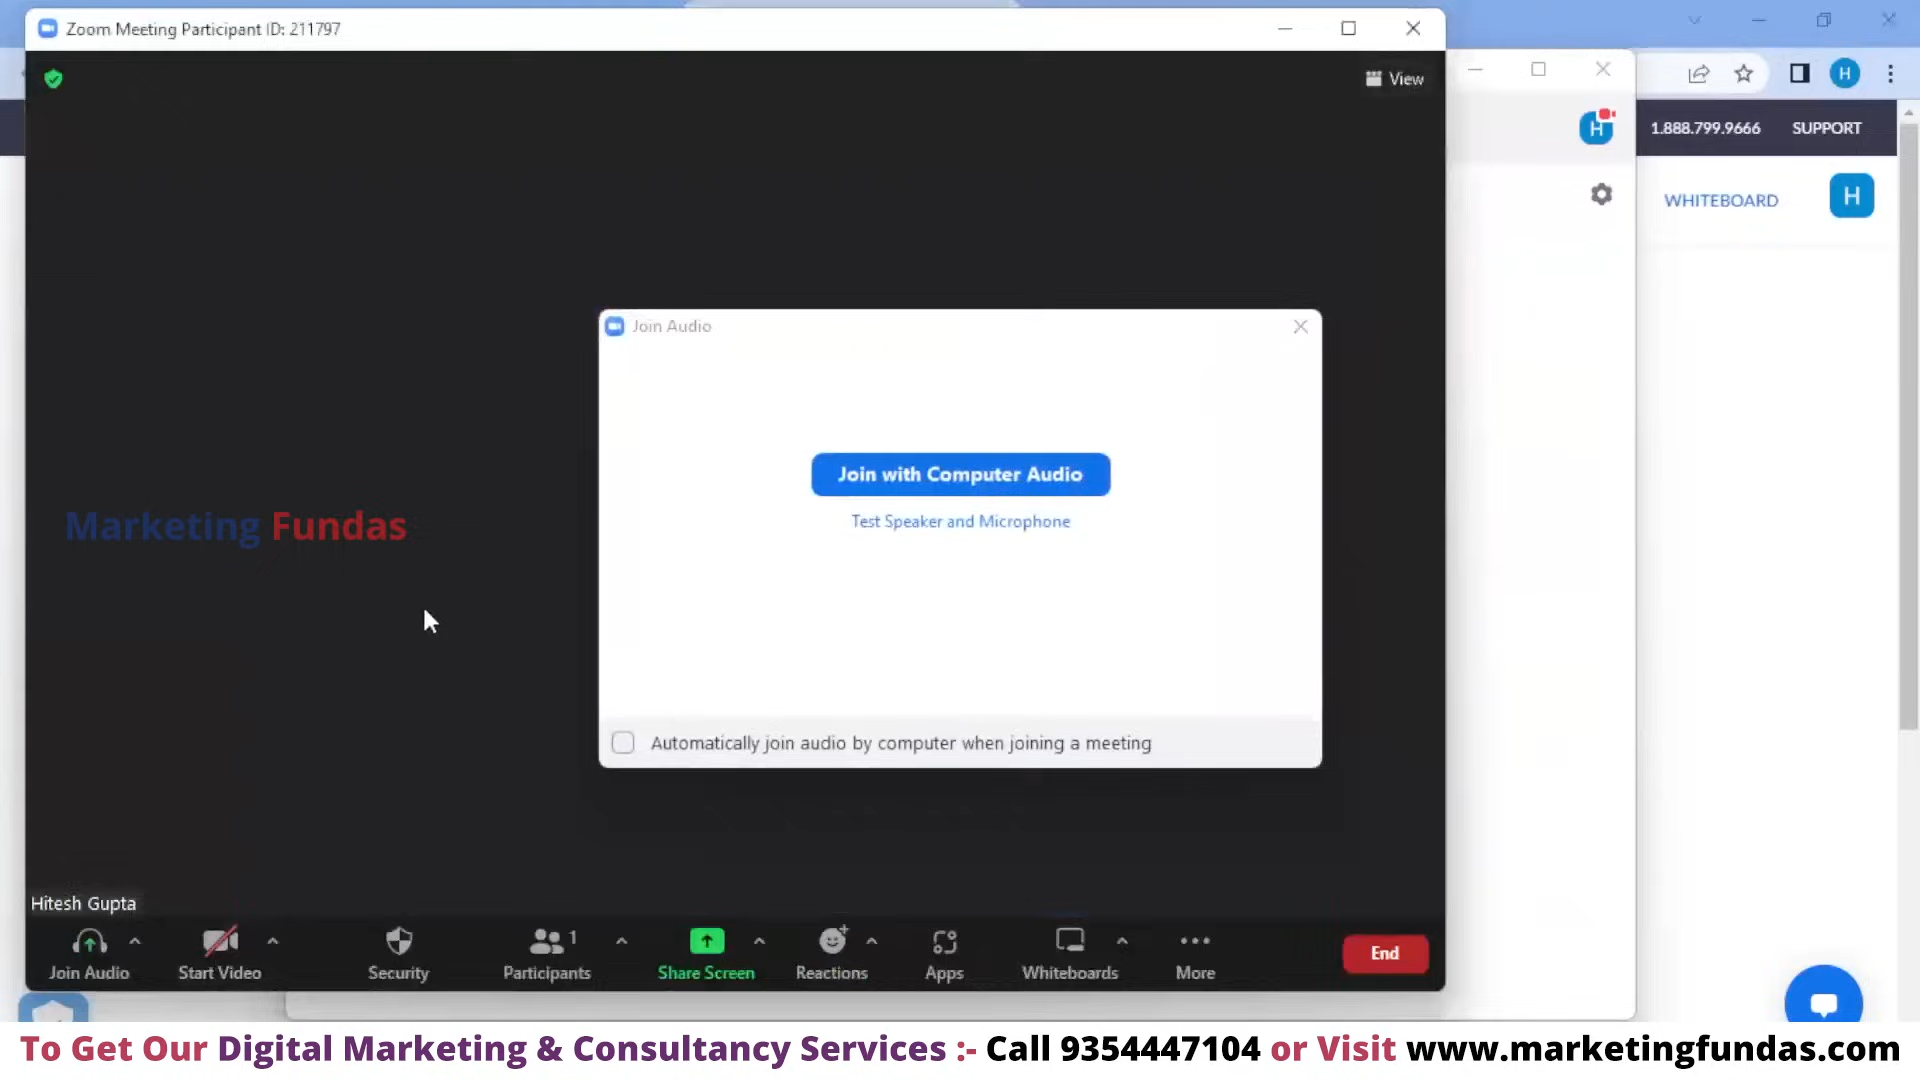 Zoom Meeting Participant ID: 211797
View
H
H
1.888.799.9666 SUPPORT
WHITEBOARD
H
Join Audio
Join with Computer Audio
Test Speaker and Microphone
Marketing Fundas
Automatically join audio by computer when joining a meeting
Hitesh Gupta
1
Join Audio
Start Video
Security
Participants
Share Screen
Reactions
Apps
Whiteboards
More
End
To Get Our Digital Marketing & Consultancy Services :- Call 9354447104 or Visit www.marketingfundas.com